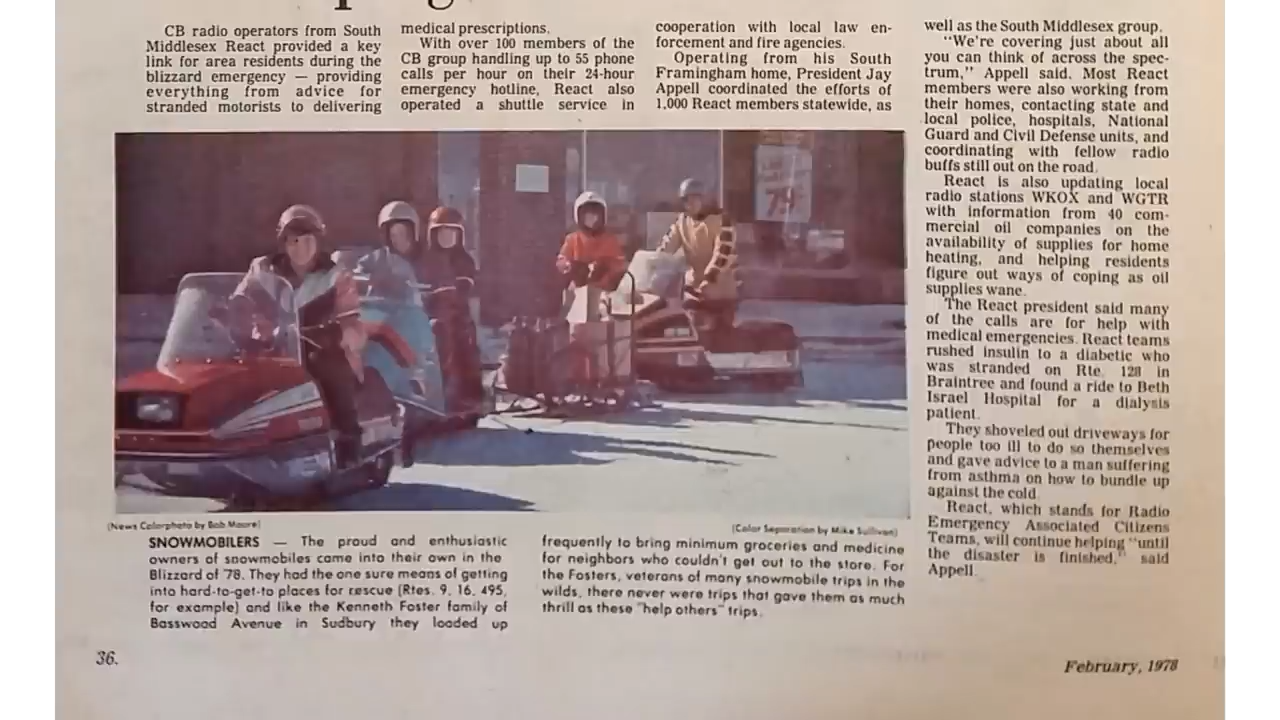 CB radio operators from South
Middlesex React provided a key
link for area residents during the
blizzard emergency — providing
everything from advice for
stranded motorists to delivering
medical prescriptions.
With over 100 members of the
CB group handling up to 55 phone
calls per hour on their 24-hour
emergency hotline, React also
operated a shuttle service in
cooperation with local law en-
forcement and fire agencies.
Operating from his South
Framingham home, President Jay
Appell coordinated the efforts of
1,000 React members statewide, as
well as the South Middlesex group.
"We're covering just about all
you can think of across the spec-
trum," Appell said. Most React
members were also working from
their homes, contacting state and
local police, hospitals, National
Guard and Civil Defense units, and
coordinating with fellow radio
buffs still out on the road.
React is also updating local
radio stations WKOX and WGTR
with information from 40 com-
mercial oil companies on the
availability of supplies for home
heating, and helping residents
figure out ways of coping as oil
supplies wane.
The React president said many
of the calls are for help with
medical emergencies. React teams
rushed insulin to a diabetic who
was stranded on Rte. 128 in
Braintree and found a ride to Beth
Israel Hospital for a dialysis
patient.
They shoveled out driveways for
people too ill to do so themselves
and gave advice to a man suffering
from asthma on how to bundle up
against the cold.
React, which stands for Radio
Emergency Associated Citizens
Teams, will continue helping "until
the disaster is finished," said
Appell.
(News Colorphoto by Bob Moore)
(Color Separation by Mike Sullivan)
SNOWMOBILERS — The proud and enthusiastic
owners of snowmobiles came into their own in the
Blizzard of '78. They had the one sure means of getting
into hard-to-get-to places for rescue (Rtes. 9, 16, 495,
for example) and like the Kenneth Foster family of
Basswood Avenue in Sudbury they loaded up
frequently to bring minimum groceries and medicine
for neighbors who couldn't get out to the store. For
the Fosters, veterans of many snowmobile trips in the
wilds, there never were trips that gave them as much
thrill as these "help others" trips.
36.
February, 1978